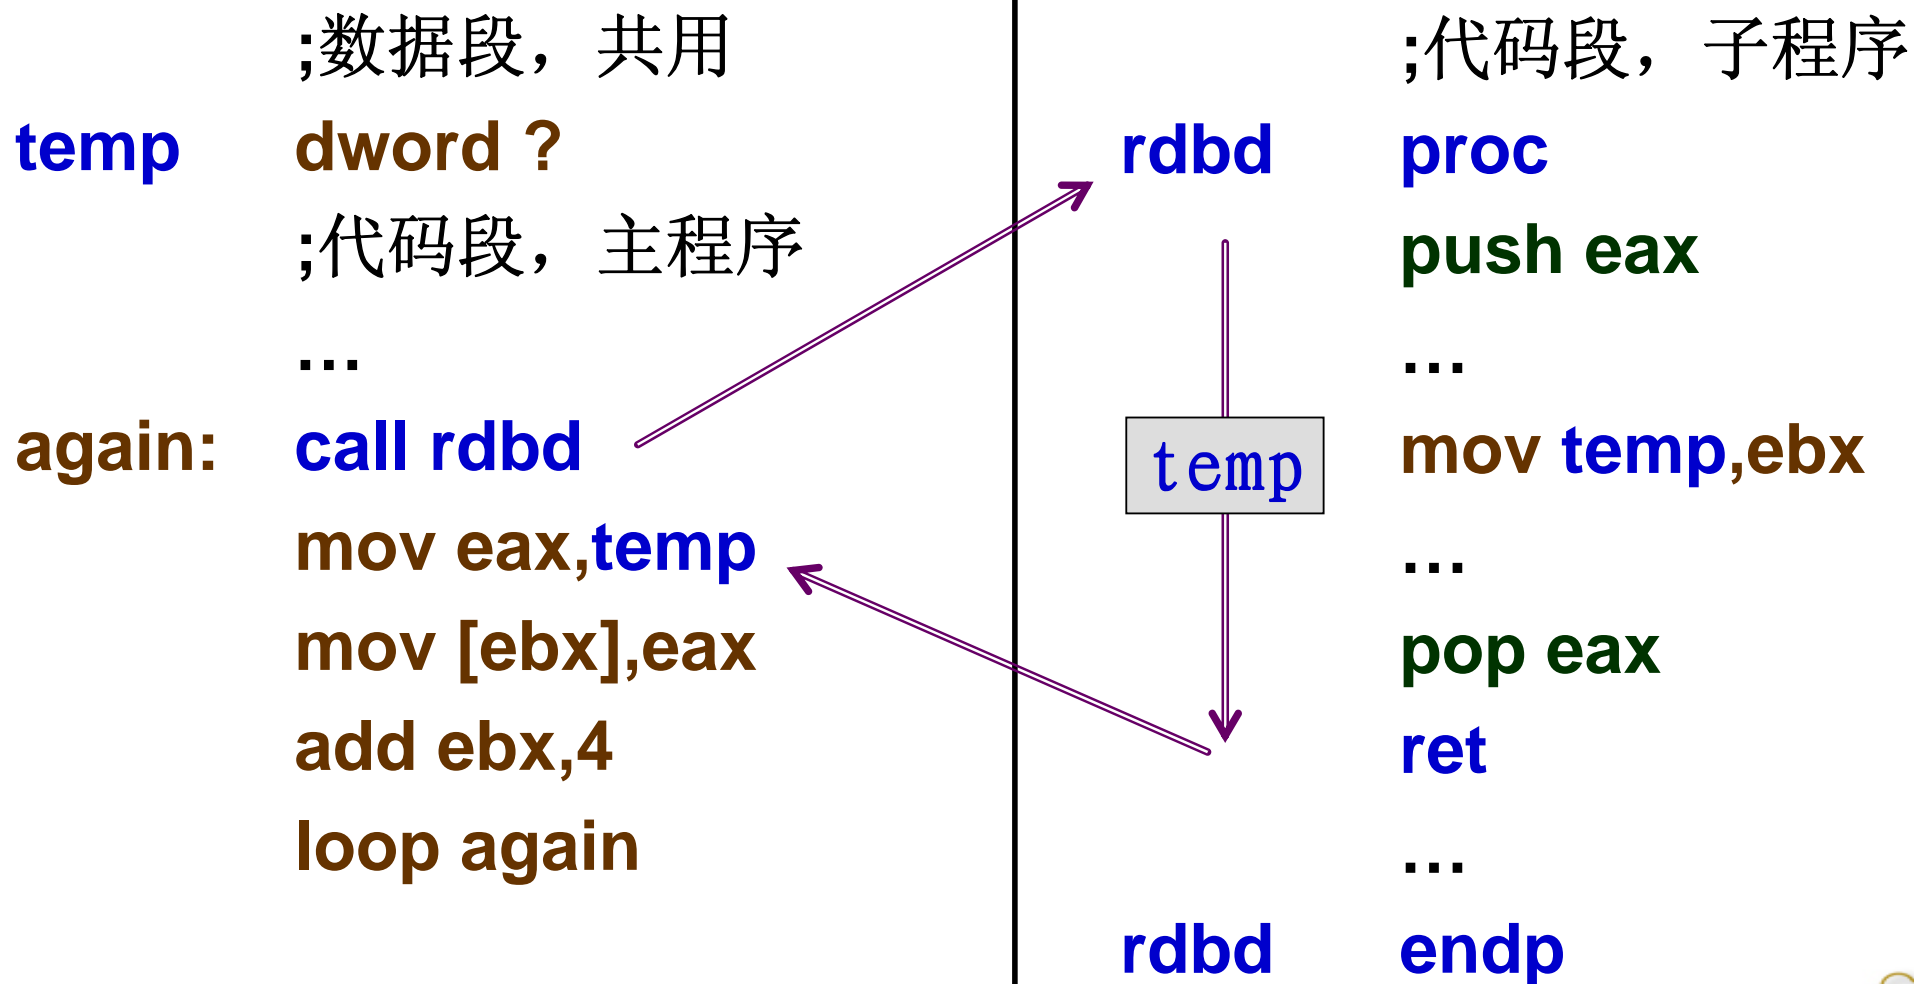 ;数据段，共用
temp dword ?
;代码段，主程序
…
again: call rdbd
mov eax,temp
mov [ebx],eax
add ebx,4
loop again
;代码段，子程序
rdbd proc
push eax
…
temp
mov temp,ebx
…
pop eax
ret
…
rdbd endp